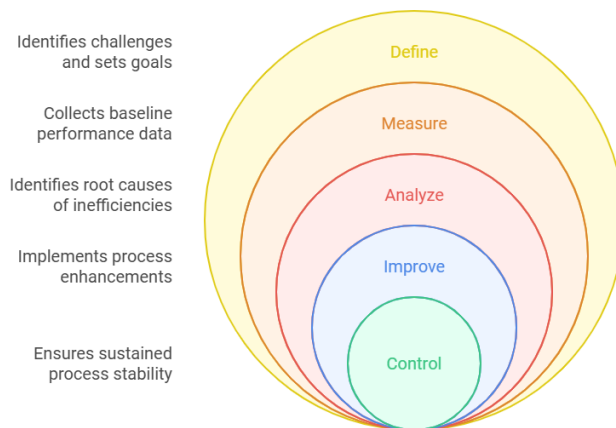 Identifies challenges
and sets goals
Define
Collects baseline
performance data
Measure
Identifies root causes
of inefficiencies
Analyze
Implements process
enhancements
Improve
Ensures sustained
process stability
Control